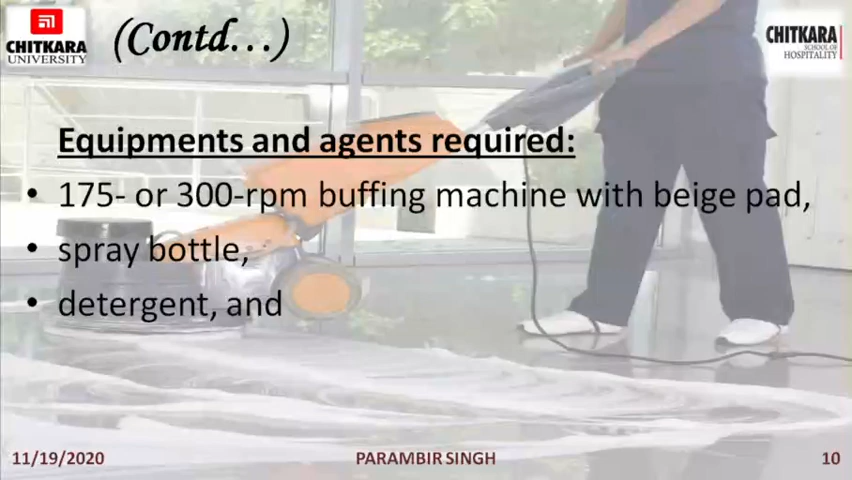 CHITKARA
UNIVERSITY
(Contd...)
CHITKARA
SCHOOL OF
HOSPITALITY
Equipments and agents required:
• 175- or 300-rpm buffing machine with beige pad,
• spray bottle,
• detergent, and
11/19/2020
PARAMBIR SINGH
10